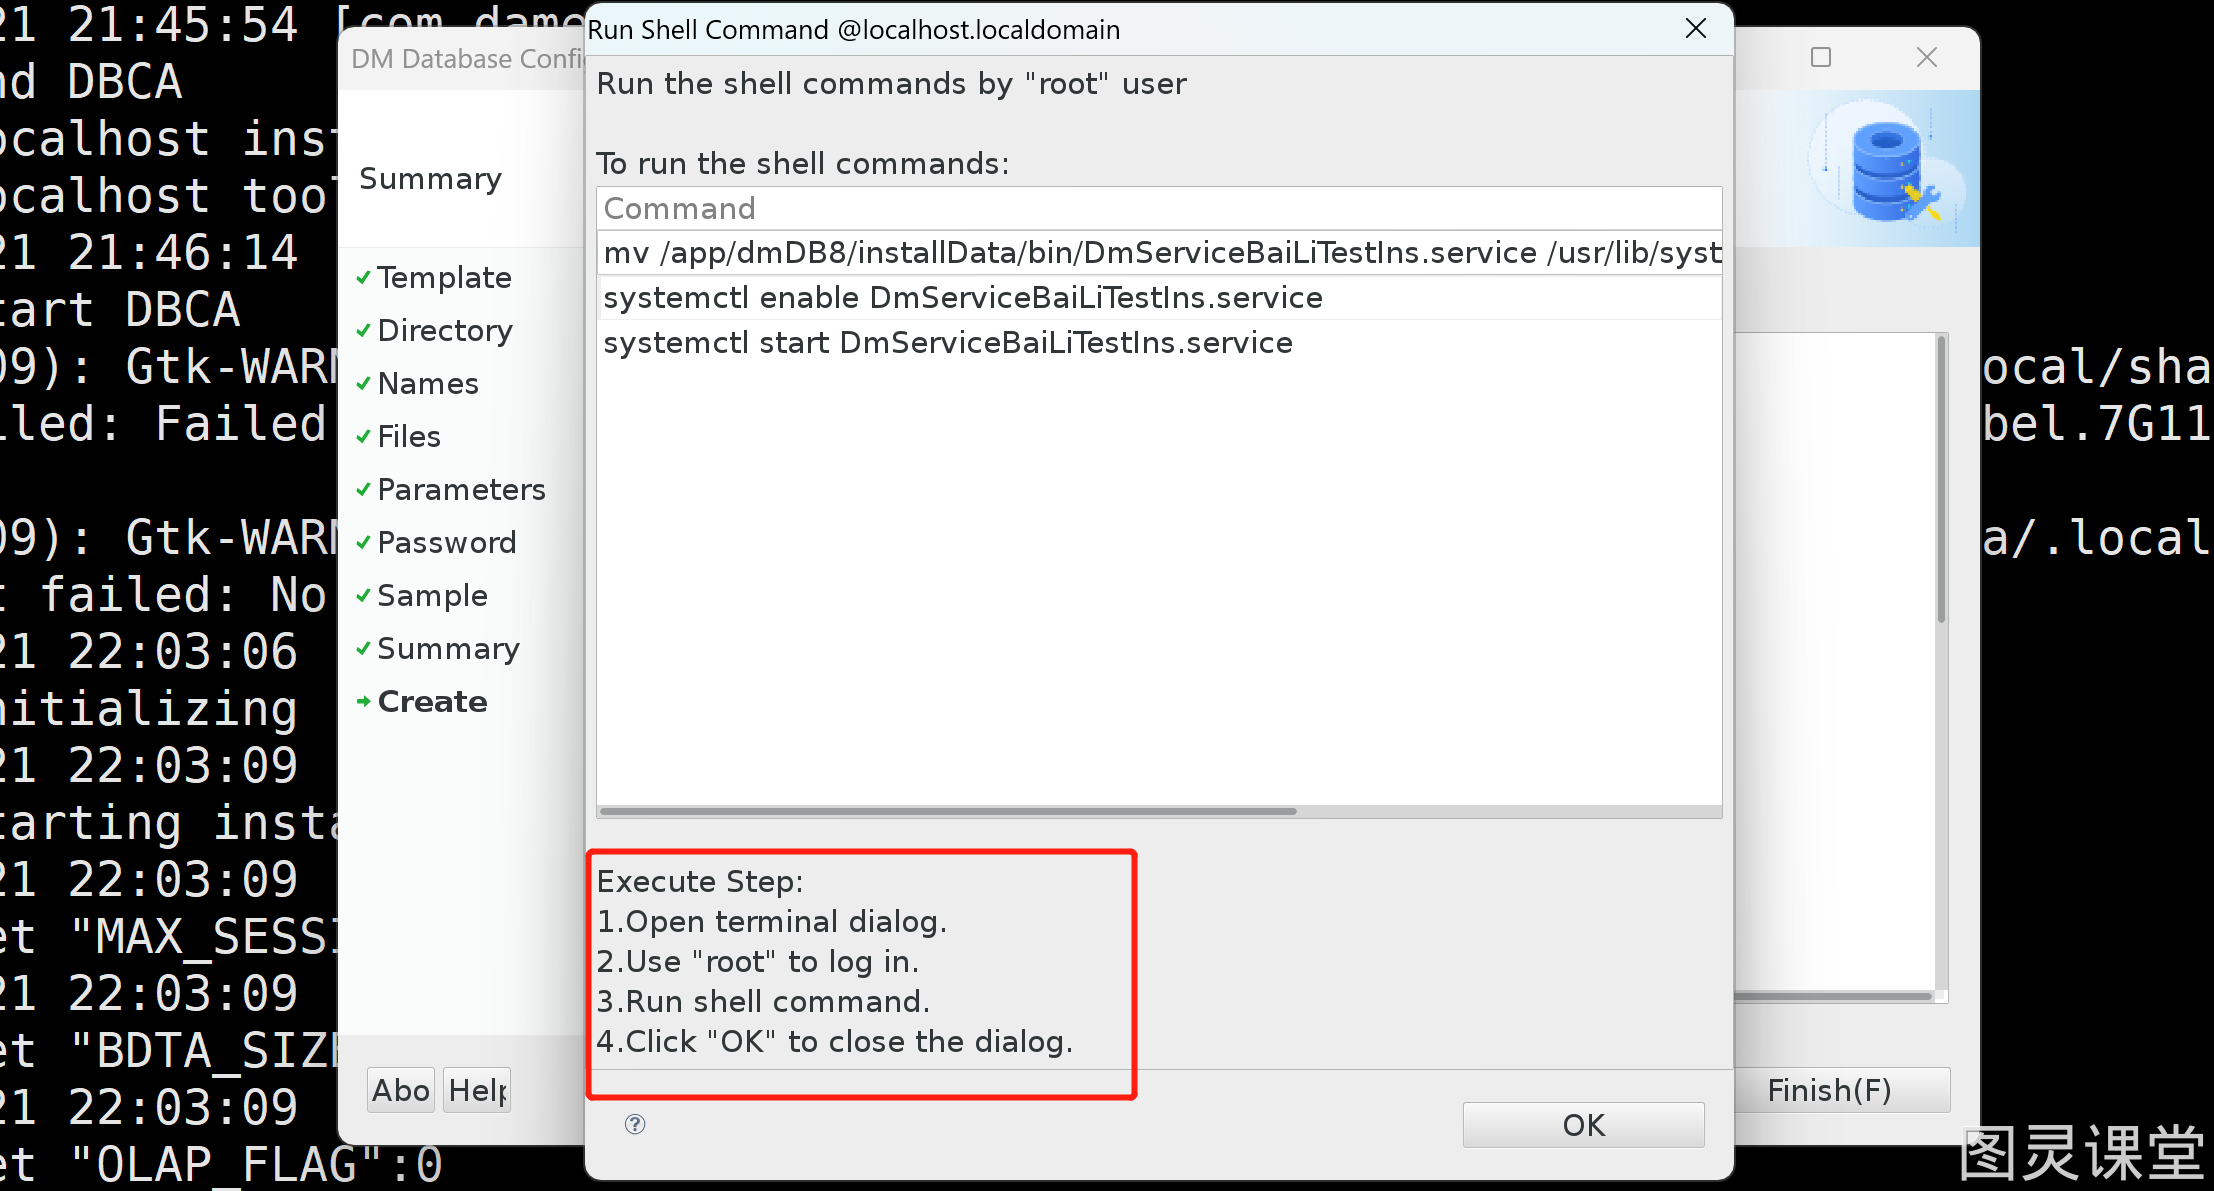 21 21:45:54 [com.dame
nd DBCA
ocalhost inst
ocalhost tool
21 21:46:14
tart DBCA
09): Gtk-WARN
iled: Failed
09): Gtk-WARN
t failed: No
21 22:03:06
nitializing
21 22:03:09
tarting insta
21 22:03:09
et "MAX_SESSI
21 22:03:09
et "BDTA_SIZE
21 22:03:09
et "OLAP_FLAG":0
DM Database Confi
Summary
Template
Directory
Names
Files
Parameters
Password
Sample
Summary
Create
Abo
Help
Run Shell Command @localhost.localdomain
Run the shell commands by "root" user
To run the shell commands:
Command
mv /app/dmDB8/installData/bin/DmServiceBaiLiTestIns.service /usr/lib/syst
systemctl enable DmServiceBaiLiTestIns.service
systemctl start DmServiceBaiLiTestIns.service
Execute Step:
1.Open terminal dialog.
2.Use "root" to log in.
3.Run shell command.
4.Click "OK" to close the dialog.
OK
Finish(F)
ocal/sha
bel.7G11
a/.local
图灵课堂